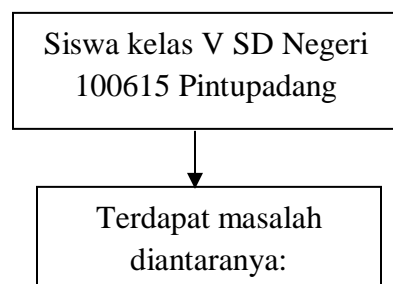 Siswa kelas V SD Negeri
100615 Pintupadang
Terdapat masalah
diantaranya: